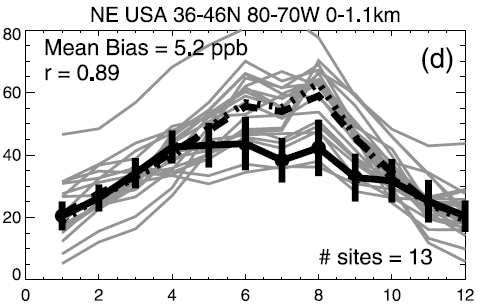 NE USA 36-46N 80-70W 0-1.1km
80
Mean Bias = 5.2 ppb
(d)
r = 0.89
60
40
20
# sites = 13
0
0 2 4 6 8 10 12